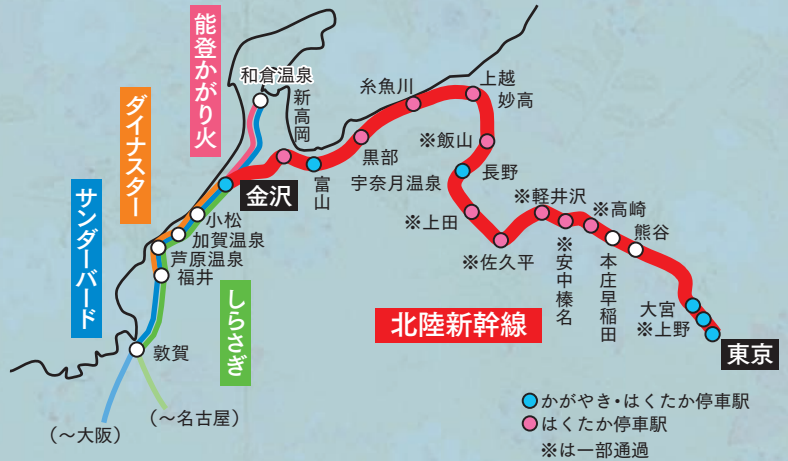 能登かがり火
和倉温泉
ダイナスター
サンダーバード
新高岡
糸魚川
上越
妙高
※飯山
黒部
宇奈月温泉
長野
富山
金沢
小松
加賀温泉
芦原温泉
福井
しらさぎ
敦賀
(～大阪)
(～名古屋)
※上田
※佐久平
※軽井沢
※安中榛名
※高崎
本庄早稲田
熊谷
大宮
※上野
東京
北陸新幹線
かがやき・はくたか停車駅
はくたか停車駅
※は一部通過